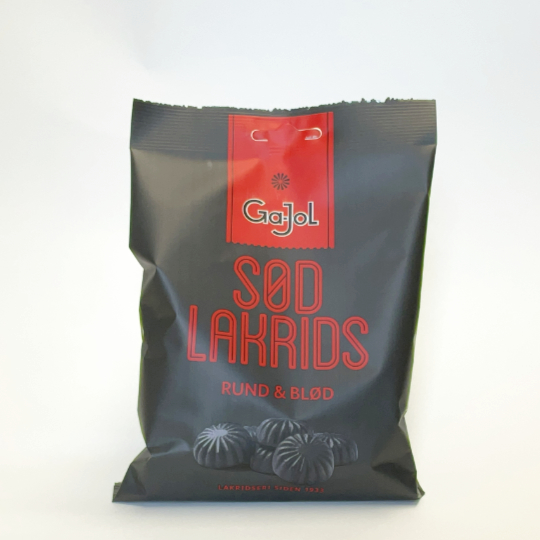 Ga-Jol
SØD
LAKRIDS
RUND & BLØD